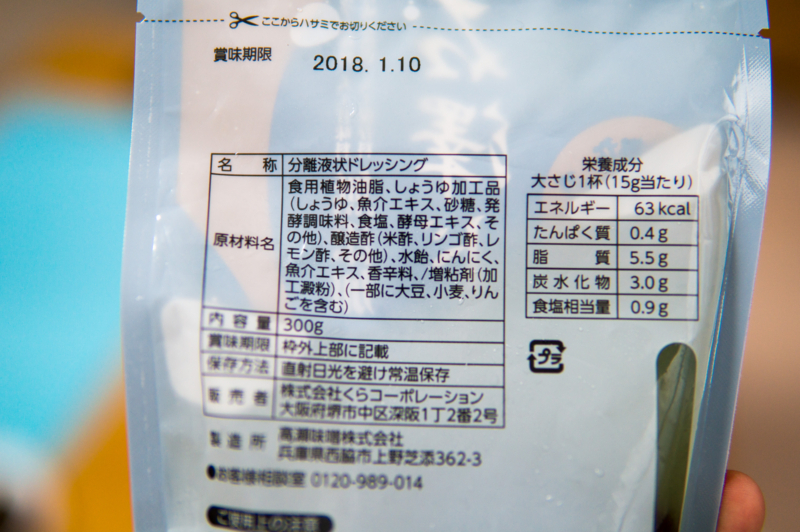 ここからハサミでお切りください
賞味期限
2018. 1.10
名 称 分離液状ドレッシング
原材料名
食用植物油脂、しょうゆ加工品
(しょうゆ、魚介エキス、砂糖、発
酵調味料、食塩、酵母エキス、そ
の他)、醸造酢(米酢、リンゴ酢、レ
モン酢、その他)、水飴、にんにく、
魚介エキス、香辛料、/増粘剤(加
工澱粉)、(一部に大豆、小麦、りん
ごを含む)
内 容 量 300g
賞味期限 枠外上部に記載
保存方法 直射日光を避け常温保存
販 売 者 株式会社くらコーポレーション
大阪府堺市中区深阪1丁2番2号
製 造 所 高瀬味噌株式会社
兵庫県西脇市上野芝添362-3
お客様相談室 0120-989-014
ご使用上の注意
栄養成分
大さじ1杯(15g当たり)
エネルギー 63kcal
たんぱく質 0.4g
脂 質 5.5g
炭水化物 3.0g
食塩相当量 0.9g
プラ